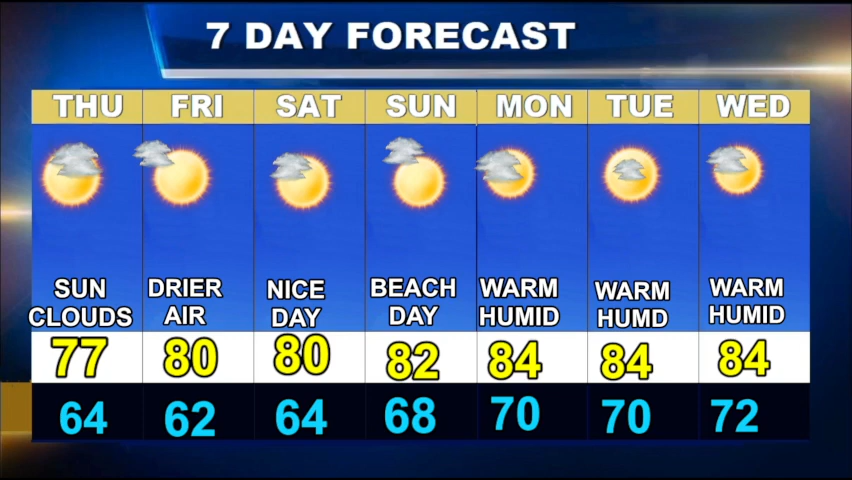 7 DAY FORECAST
THU FRI SAT SUN MON TUE WED
SUN DRIER NICE BEACH WARM WARM WARM
CLOUDS AIR DAY DAY HUMID HUMD HUMID
77 80 80 82 84 84 84
64 62 64 68 70 70 72